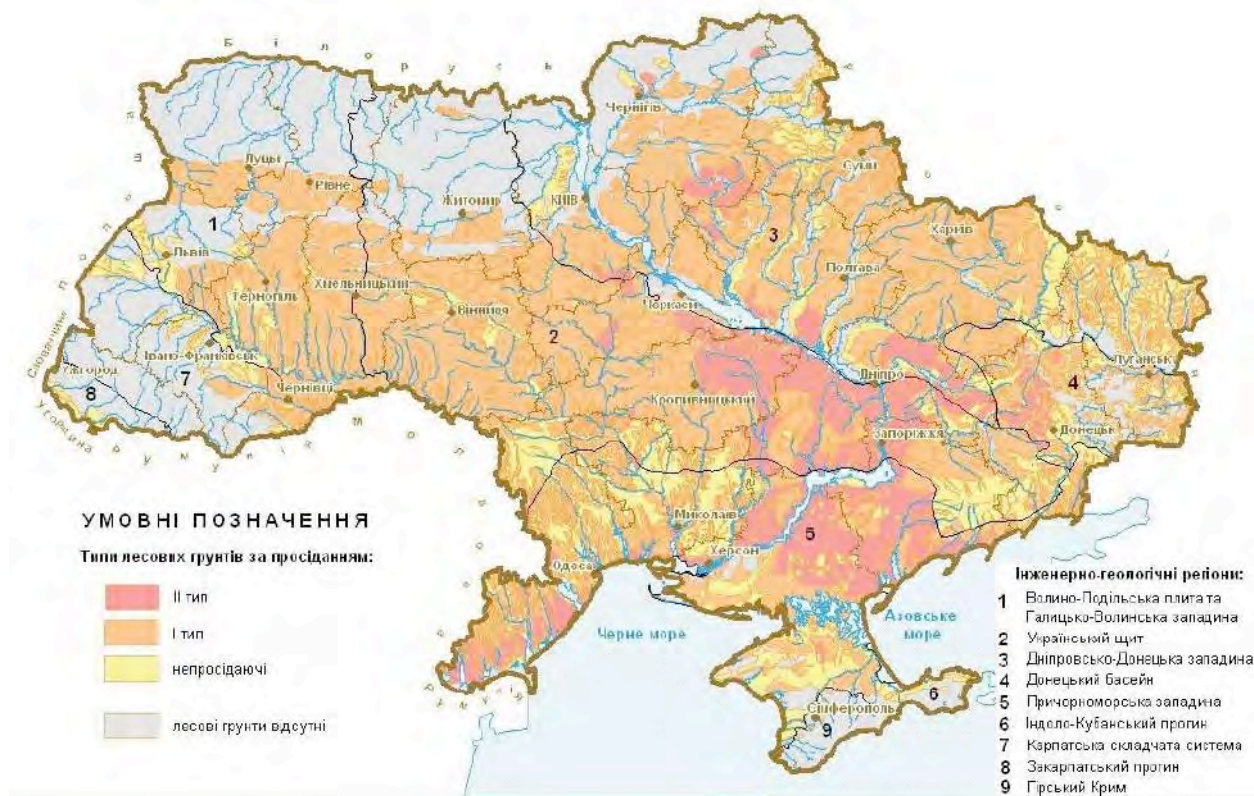 Білорусь
Чернігів
Луцьк
Рівне
Суми
Житомир
КИЇВ
1
3
Харків
Львів
Полтава
Тернопіль
Хмельницький
Черкаси
Вінниця
2
Словаччина
Івано-Франківськ
Луганськ
Ужгород
7
Дніпро
4
8
Чернівці
Кропивницький
Угорщина
Румунія
Запоріжжя
Донецьк
УМОВНІ ПОЗНАЧЕННЯ
Миколаїв
5
Типи лесових грунтів за просіданням:
Херсон
Одеса
II тип
Чорне море
Азовське
море
І тип
непросідаючі
Румунія
6
Сімферополь
лесові грунти відсутні
9
Інженерно-геологічні регіони:
1 Волино-Подільська плита та
Галицько-Волинська западина
2 Український щит
3 Дніпровсько-Донецька западина
4 Донецький басейн
5 Причорноморська западина
6 Індоло-Кубанський прогин
7 Карпатська складчата система
8 Закарпатський прогин
9 Гірський Крим